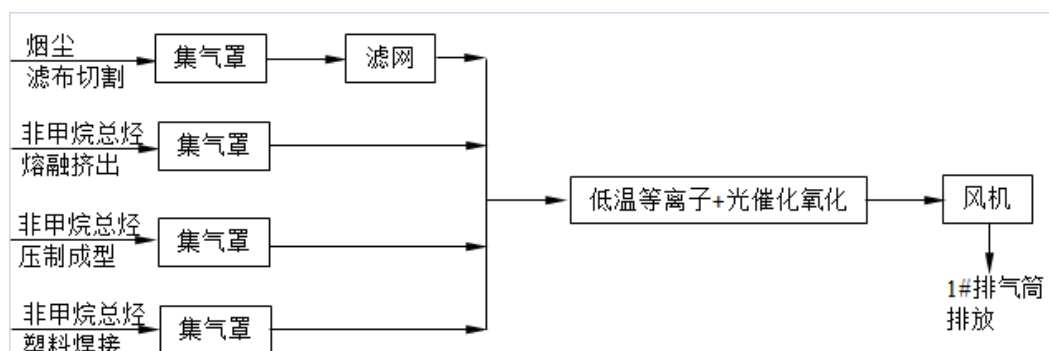 烟尘
滤布切割
集气罩
滤网
非甲烷总烃
熔融挤出
集气罩
非甲烷总烃
压制成型
集气罩
非甲烷总烃
塑料焊接
集气罩
低温等离子+光催化氧化
风机
1#排气筒
排放